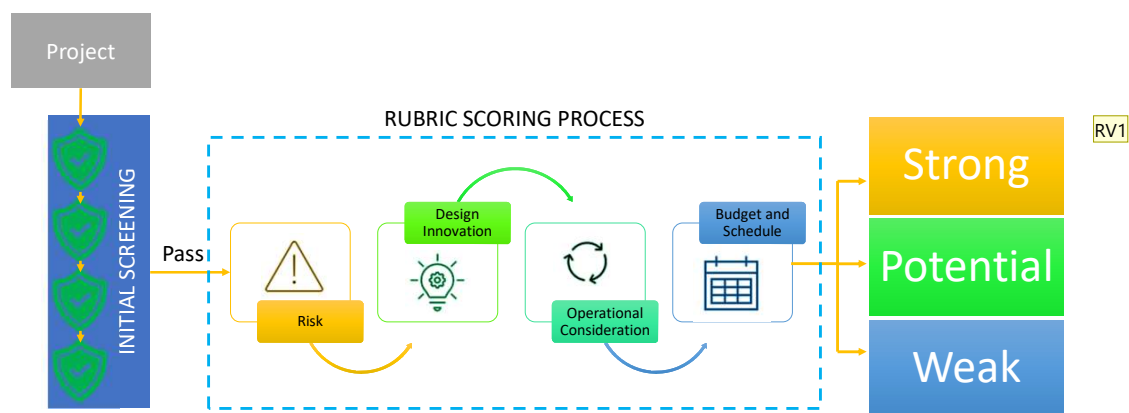 Project
INITIAL SCREENING
Pass
RUBRIC SCORING PROCESS
Risk
Design
Innovation
Operational
Consideration
Budget and
Schedule
Strong
Potential
Weak
RV1